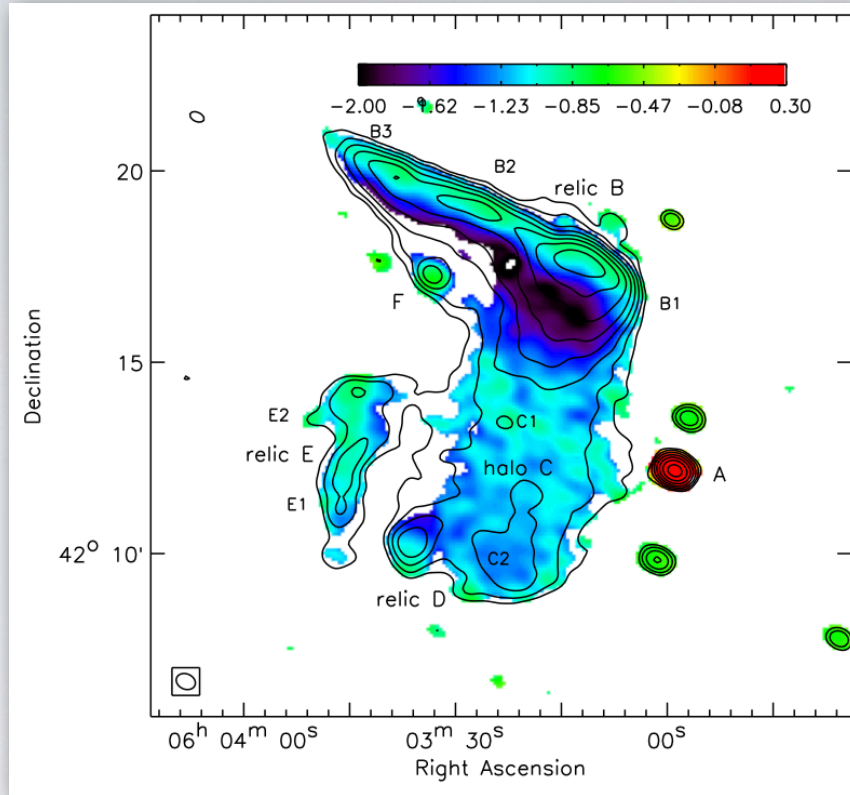 -2.00 -1.62 -1.23 -0.85 -0.47 -0.08 0.30
B3
B2
relic B
20
F
B1
15
E2
C1
relic E
halo C
A
E1
42° 10'
C2
relic D
06h 04m 00s 03m 30s 00s
Right Ascension
Declination